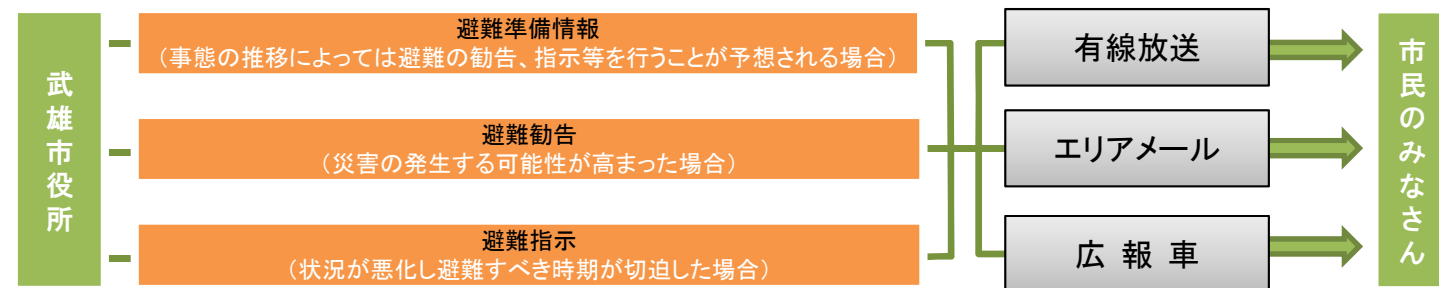 武雄市役所
避難準備情報
（事態の推移によっては避難の勧告、指示等を行うことが予想される場合）
避難勧告
（災害の発生する可能性が高まった場合）
避難指示
（状況が悪化し避難すべき時期が切迫した場合）
有線放送
エリアメール
広 報 車
市民のみなさん